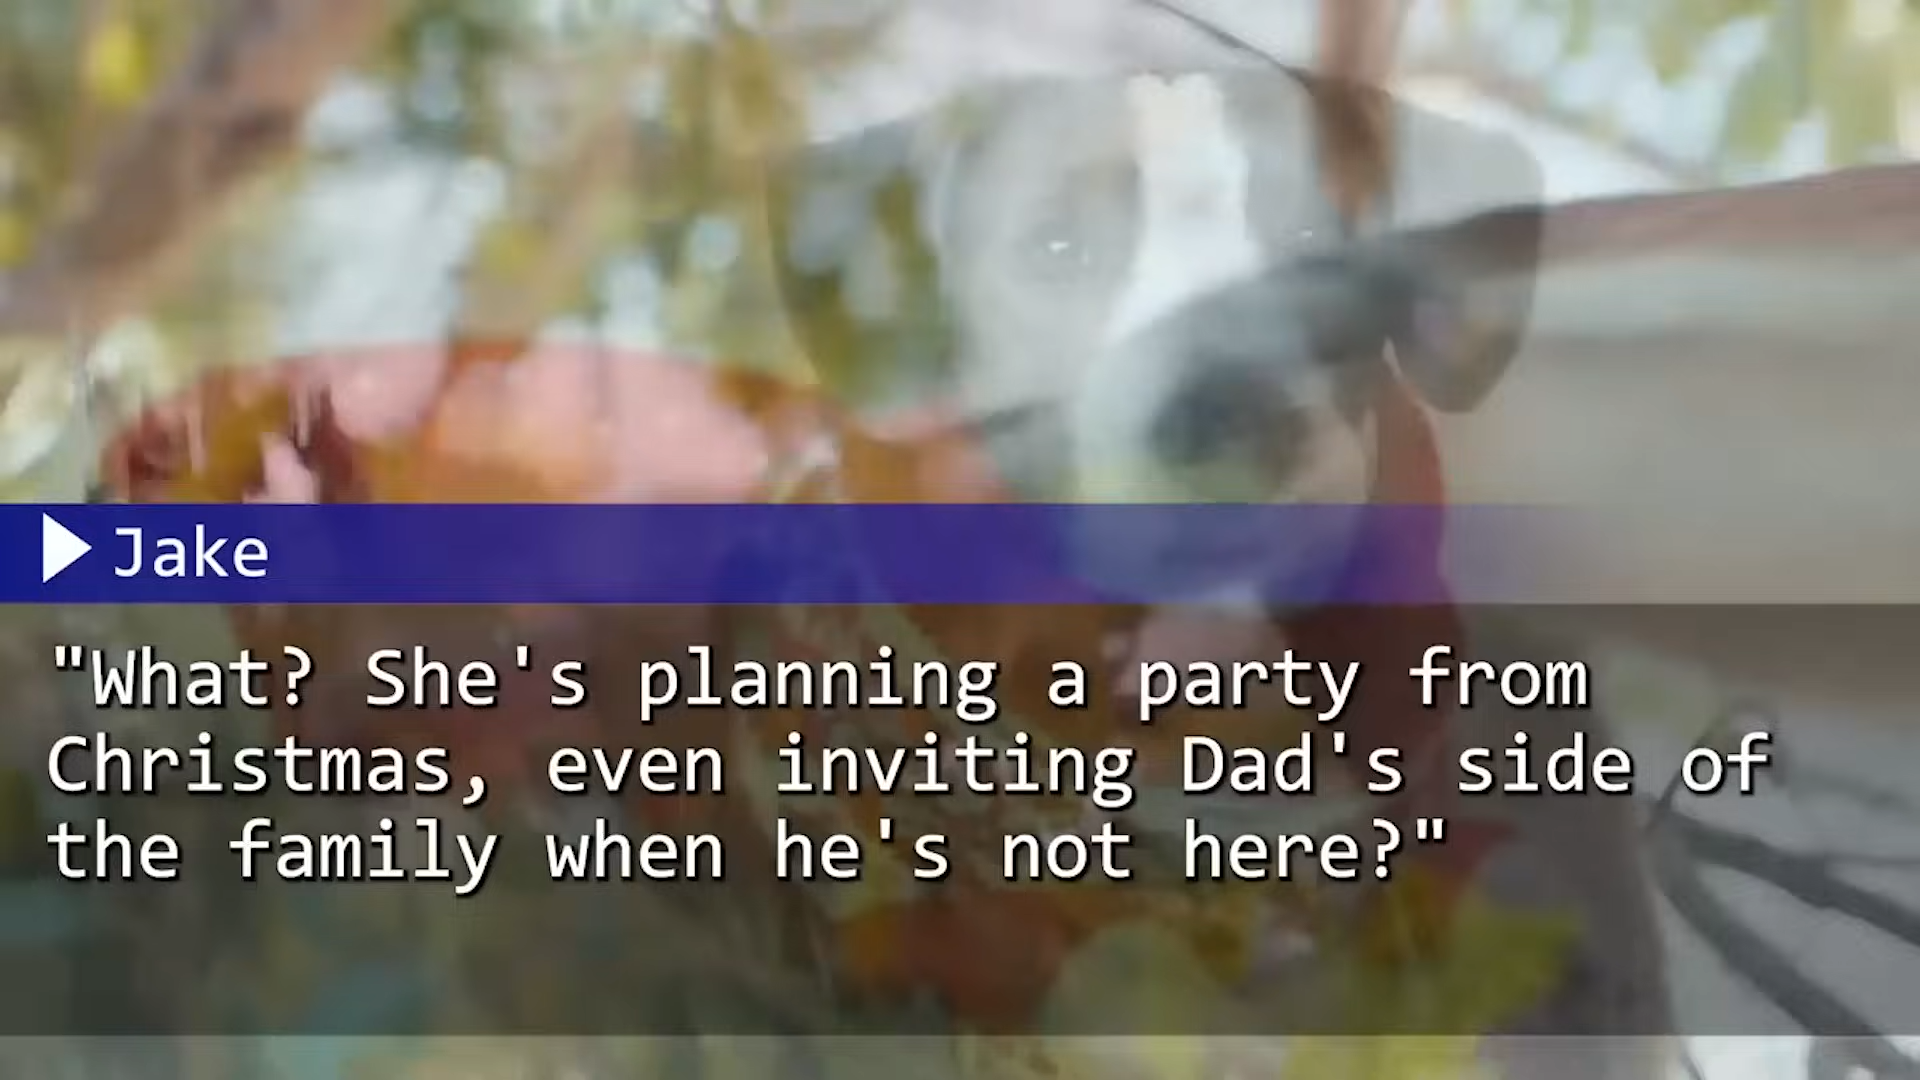 Jake
"What? She's planning a party from
Christmas, even inviting Dad's side of
the family when he's not here?"